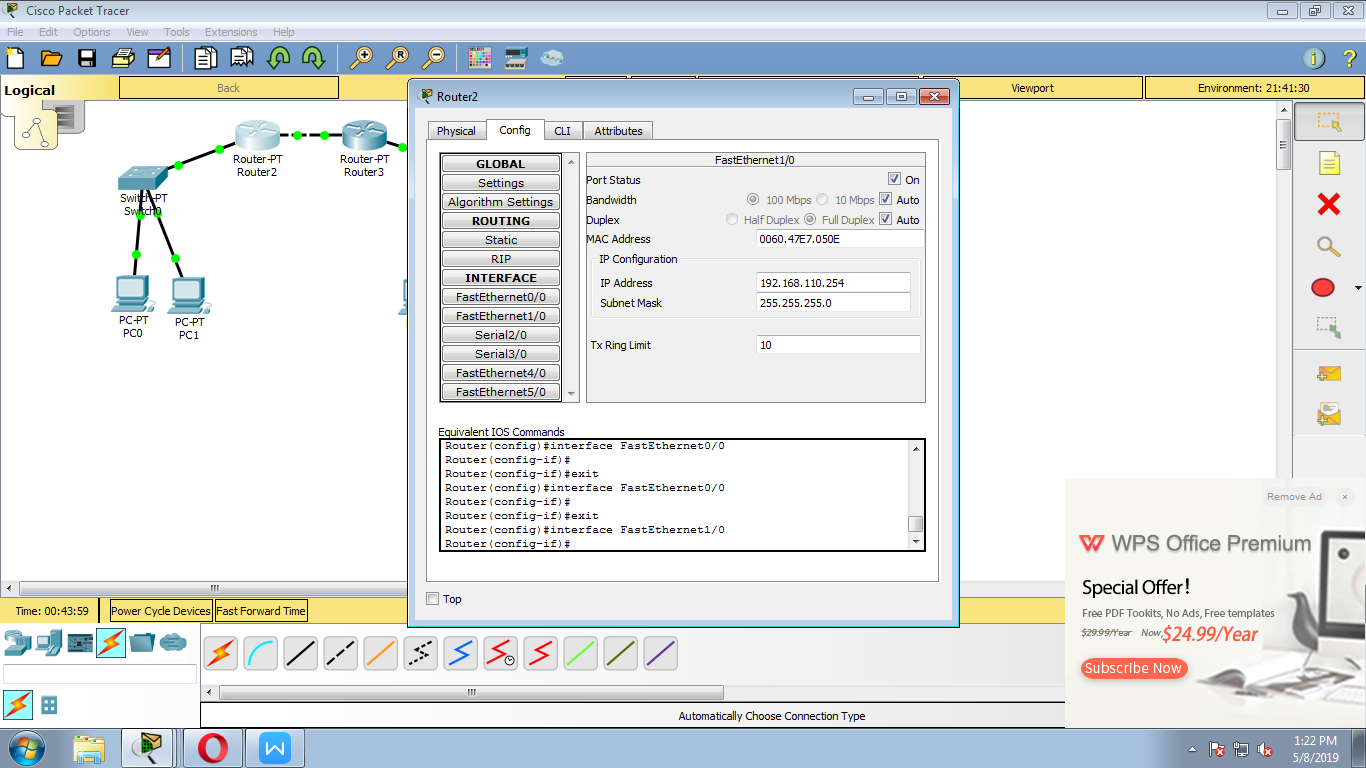 Cisco Packet Tracer
File Edit Options View Tools Extensions Help
Logical
Back
Viewport
Environment: 21:41:30
Router-PT
Router2
Router-PT
Router3
Switch-PT
Switch0
PC-PT
PC0
PC-PT
PC1
Router2
Physical Config CLI Attributes
GLOBAL
Settings
Algorithm Settings
ROUTING
Static
RIP
INTERFACE
FastEthernet0/0
FastEthernet1/0
Serial2/0
Serial3/0
FastEthernet4/0
FastEthernet5/0
FastEthernet1/0
Port Status On
Bandwidth 100 Mbps 10 Mbps Auto
Duplex Half Duplex Full Duplex Auto
MAC Address 0060.47E7.050E
IP Configuration
IP Address 192.168.110.254
Subnet Mask 255.255.255.0
Tx Ring Limit 10
Equivalent IOS Commands
Router(config)#interface FastEthernet0/0
Router(config-if)#
Router(config-if)#exit
Router(config)#interface FastEthernet0/0
Router(config-if)#
Router(config-if)#exit
Router(config)#interface FastEthernet1/0
Router(config-if)#
Top
Time: 00:43:59 Power Cycle Devices Fast Forward Time
Automatically Choose Connection Type
Remove Ad ×
WPS Office Premium
Special Offer!
Free PDF Tookits, No Ads, Free templates
$29.99/Year Now $24.99/Year
Subscribe Now
1:22 PM
5/8/2019